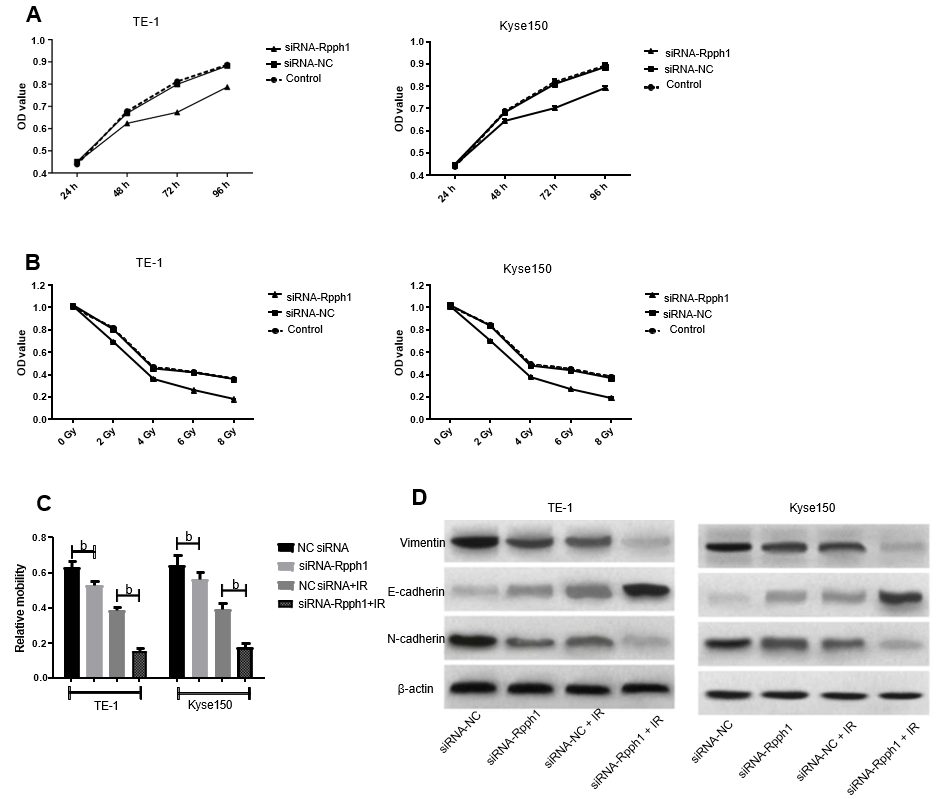 A
TE-1
OD value
1.0
0.9
0.8
0.7
0.6
0.5
0.4
24 h
48 h
72 h
96 h
siRNA-Rpph1
siRNA-NC
Control
Kyse150
OD value
1.0
0.9
0.8
0.7
0.6
0.5
0.4
24 h
48 h
72 h
96 h
siRNA-Rpph1
siRNA-NC
Control
B
TE-1
OD value
1.2
1.0
0.8
0.6
0.4
0.2
0.0
0 Gy
2 Gy
4 Gy
6 Gy
8 Gy
siRNA-Rpph1
siRNA-NC
Control
Kyse150
OD value
1.2
1.0
0.8
0.6
0.4
0.2
0.0
0 Gy
2 Gy
4 Gy
6 Gy
8 Gy
siRNA-Rpph1
siRNA-NC
Control
C
Relative mobility
0.8
0.6
0.4
0.2
0.0
b
b
b
b
TE-1
Kyse150
NC siRNA
siRNA-Rpph1
NC siRNA+IR
siRNA-Rpph1+IR
D
TE-1
Kyse150
Vimentin
E-cadherin
N-cadherin
β-actin
siRNA-NC
siRNA-Rpph1
siRNA-NC + IR
siRNA-Rpph1 + IR
siRNA-NC
siRNA-Rpph1
siRNA-NC + IR
siRNA-Rpph1 + IR